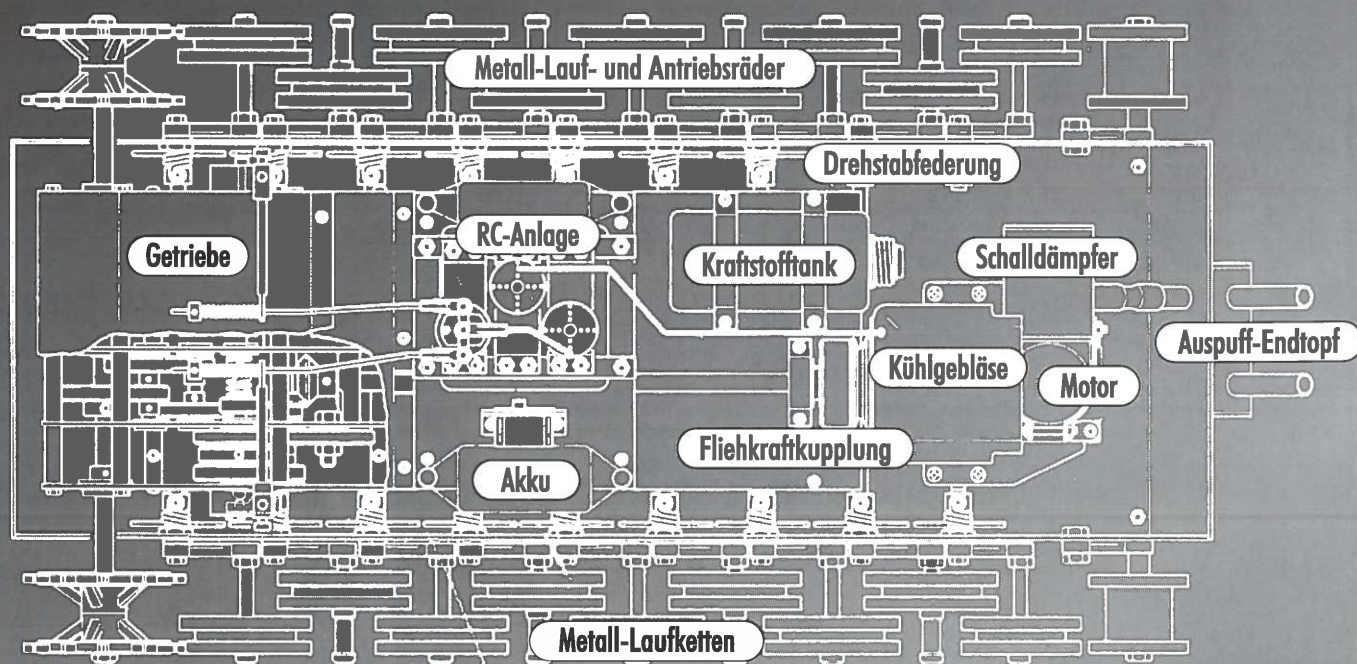 Metall-Lauf- und Antriebsräder
Drehstabfederung
RC-Anlage
Getriebe
Kraftstofftank
Schalldämpfer
Auspuff-Endtopf
Kühlgebläse
Motor
Fliehkraftkupplung
Akku
Metall-Laufketten